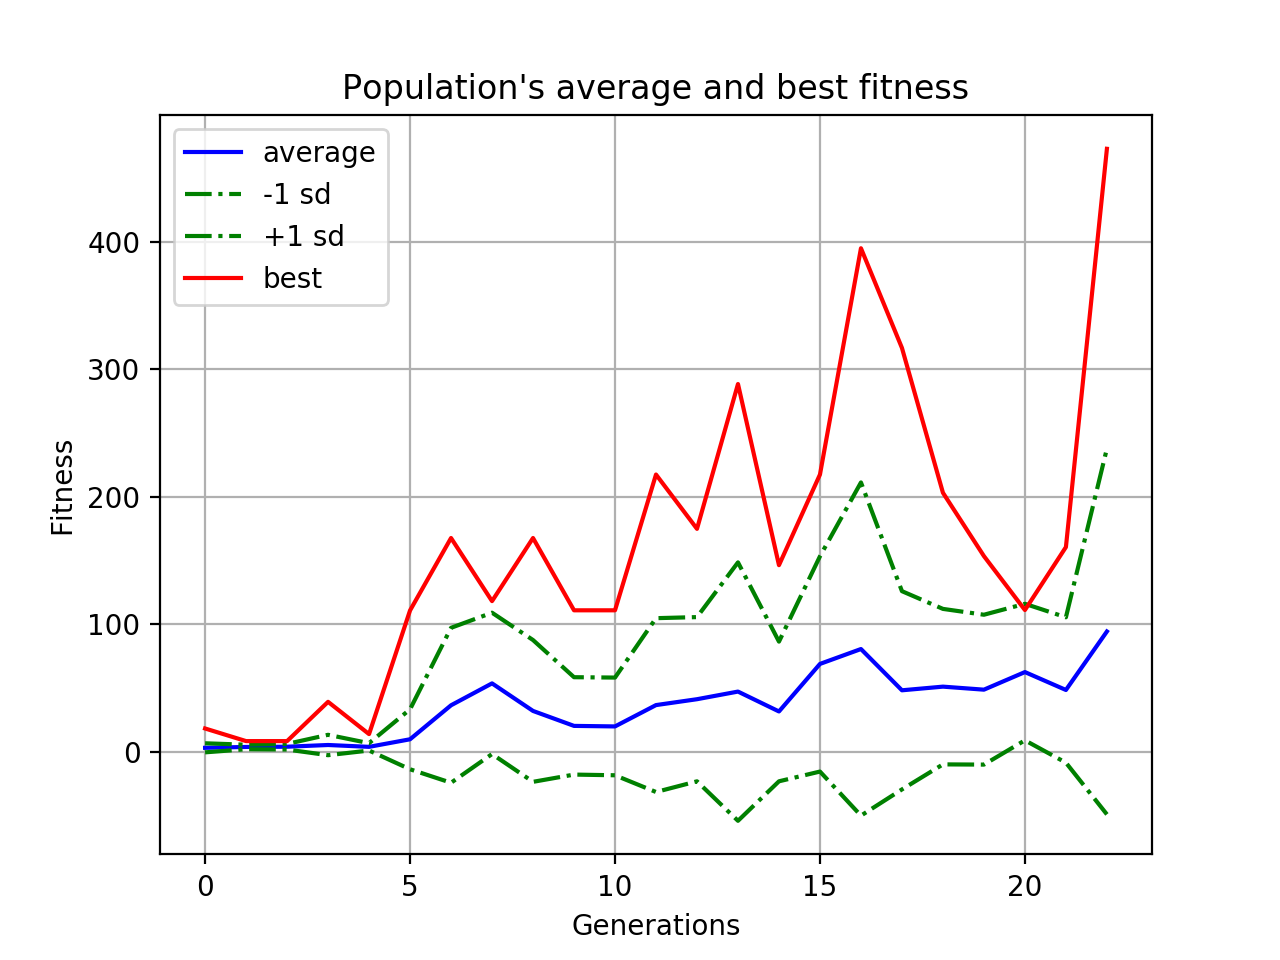 Population's average and best fitness
average
-1 sd
+1 sd
best
400
300
200
100
0
Fitness
0 5 10 15 20
Generations